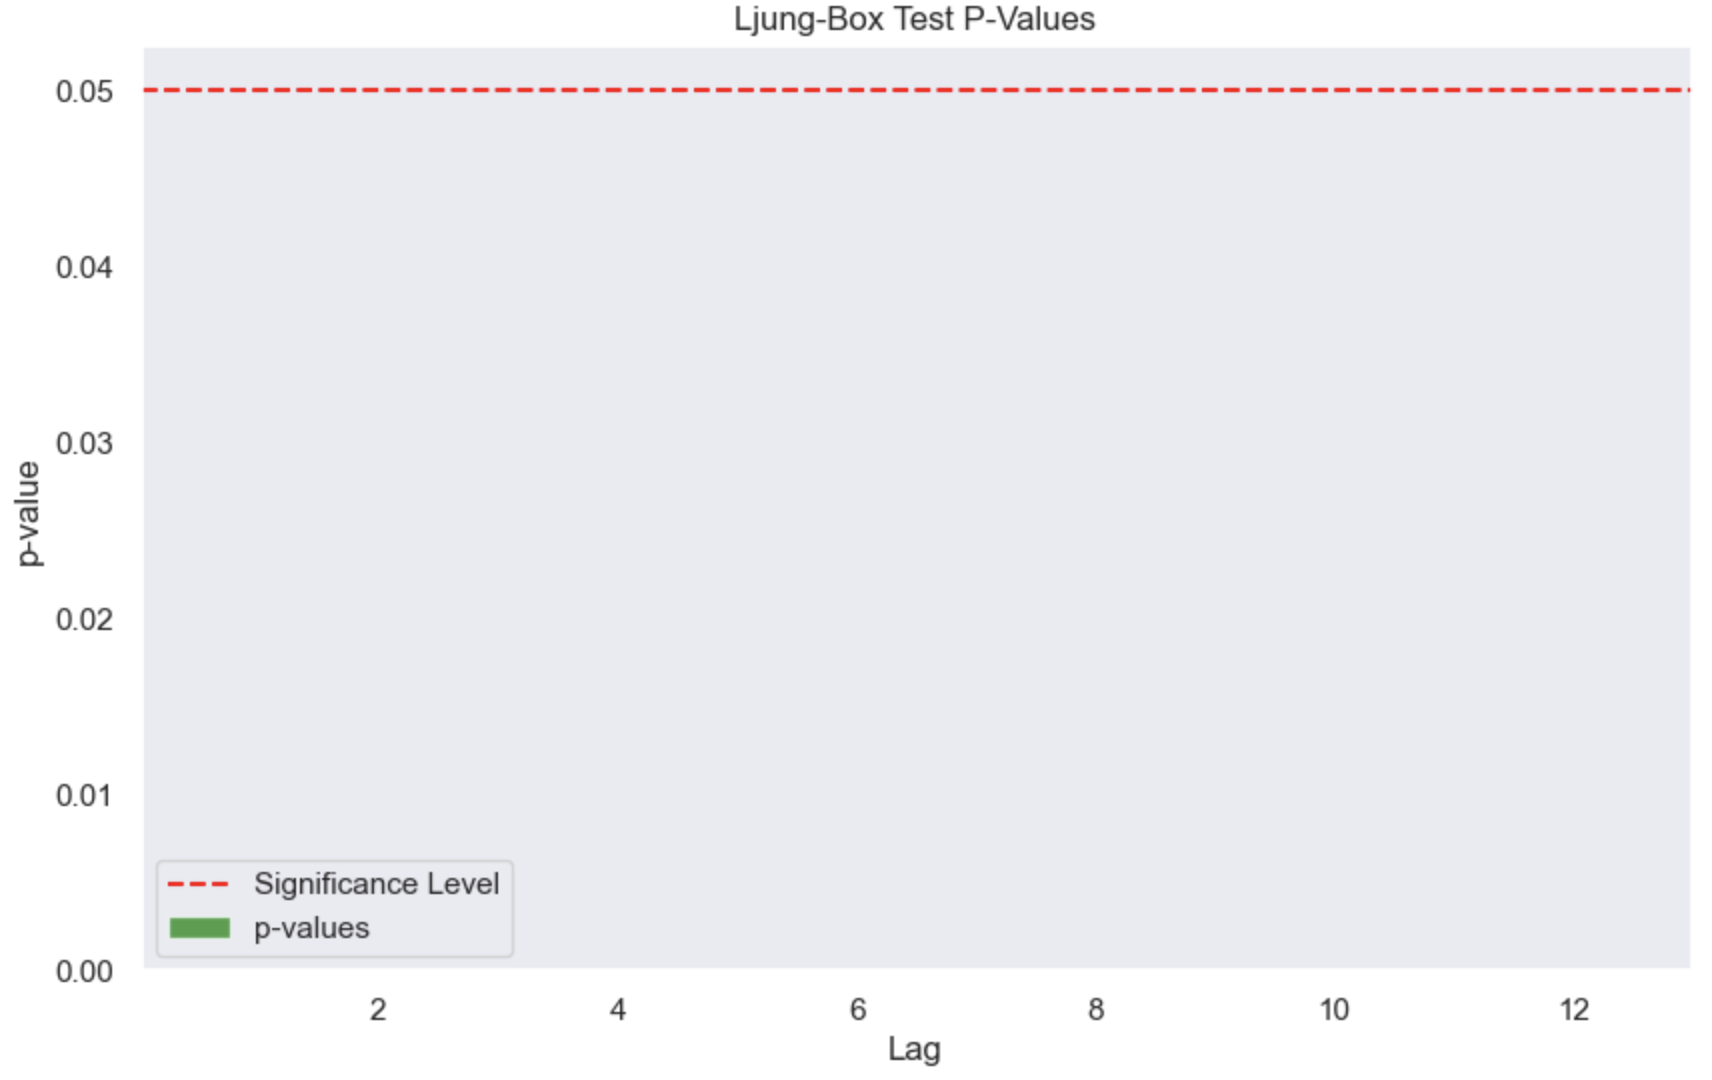 Ljung-Box Test P-Values
0.05
0.04
0.03
0.02
0.01
0.00
p-value
Significance Level
p-values
2 4 6 8 10 12
Lag